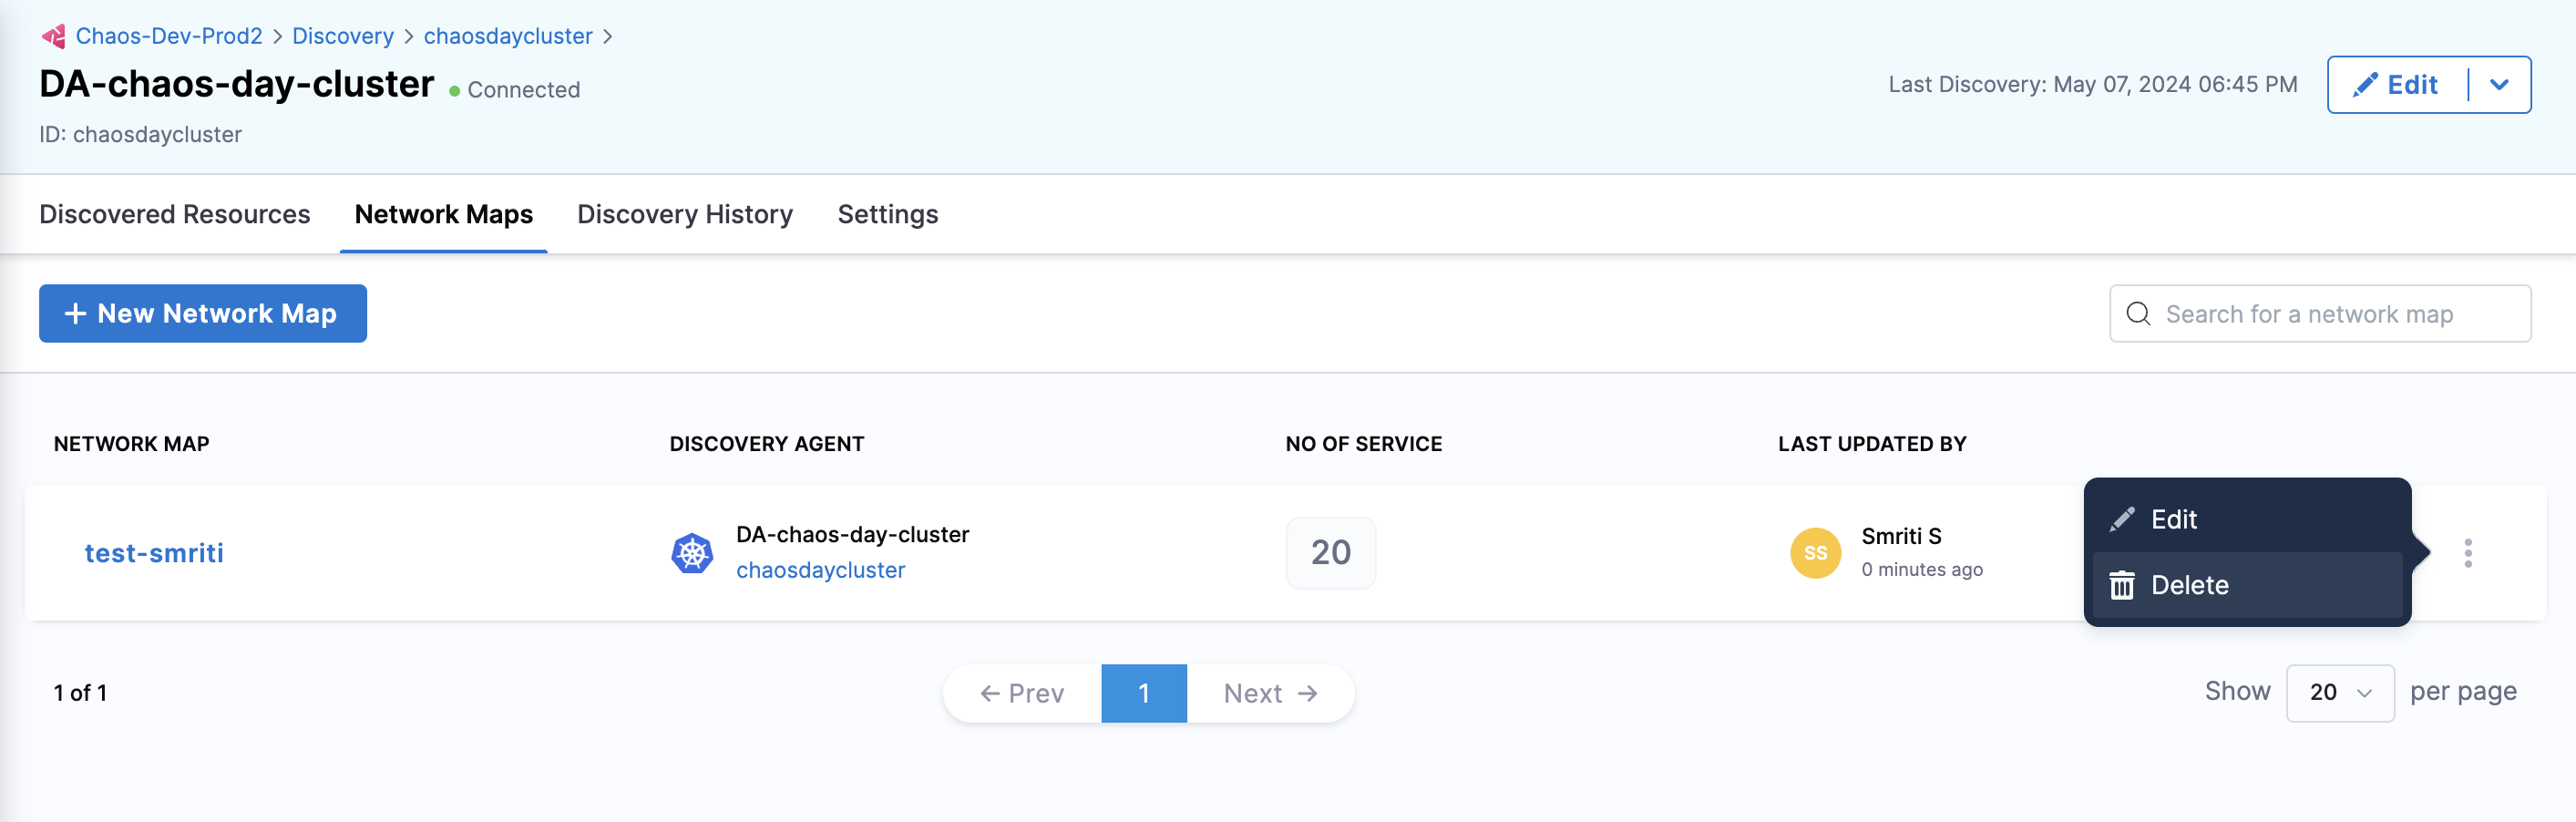 Chaos-Dev-Prod2 > Discovery > chaosdaycluster >
DA-chaos-day-cluster Connected
Last Discovery: May 07, 2024 06:45 PM
Edit
ID: chaosdaycluster
Discovered Resources Network Maps Discovery History Settings
+ New Network Map
Search for a network map
NETWORK MAP DISCOVERY AGENT NO OF SERVICE LAST UPDATED BY
test-smriti
DA-chaos-day-cluster
chaosdaycluster
20
SS
Smriti S
0 minutes ago
Edit
Delete
1 of 1
← Prev 1 Next →
Show 20 per page